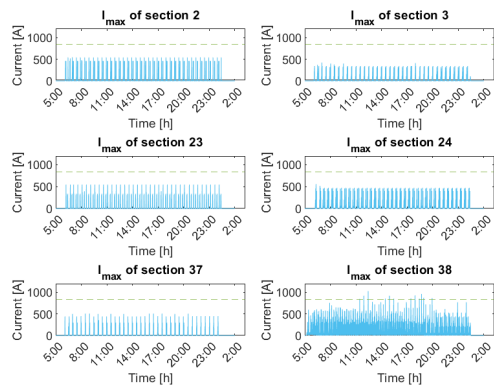 I_max of section 2
Current [A]
1000
500
0
5:00 8:00 11:00 14:00 17:00 20:00 23:00 2:00
Time [h]
I_max of section 3
Current [A]
1000
500
0
5:00 8:00 11:00 14:00 17:00 20:00 23:00 2:00
Time [h]
I_max of section 23
Current [A]
1000
500
0
5:00 8:00 11:00 14:00 17:00 20:00 23:00 2:00
Time [h]
I_max of section 24
Current [A]
1000
500
0
5:00 8:00 11:00 14:00 17:00 20:00 23:00 2:00
Time [h]
I_max of section 37
Current [A]
1000
500
0
5:00 8:00 11:00 14:00 17:00 20:00 23:00 2:00
Time [h]
I_max of section 38
Current [A]
1000
500
0
5:00 8:00 11:00 14:00 17:00 20:00 23:00 2:00
Time [h]